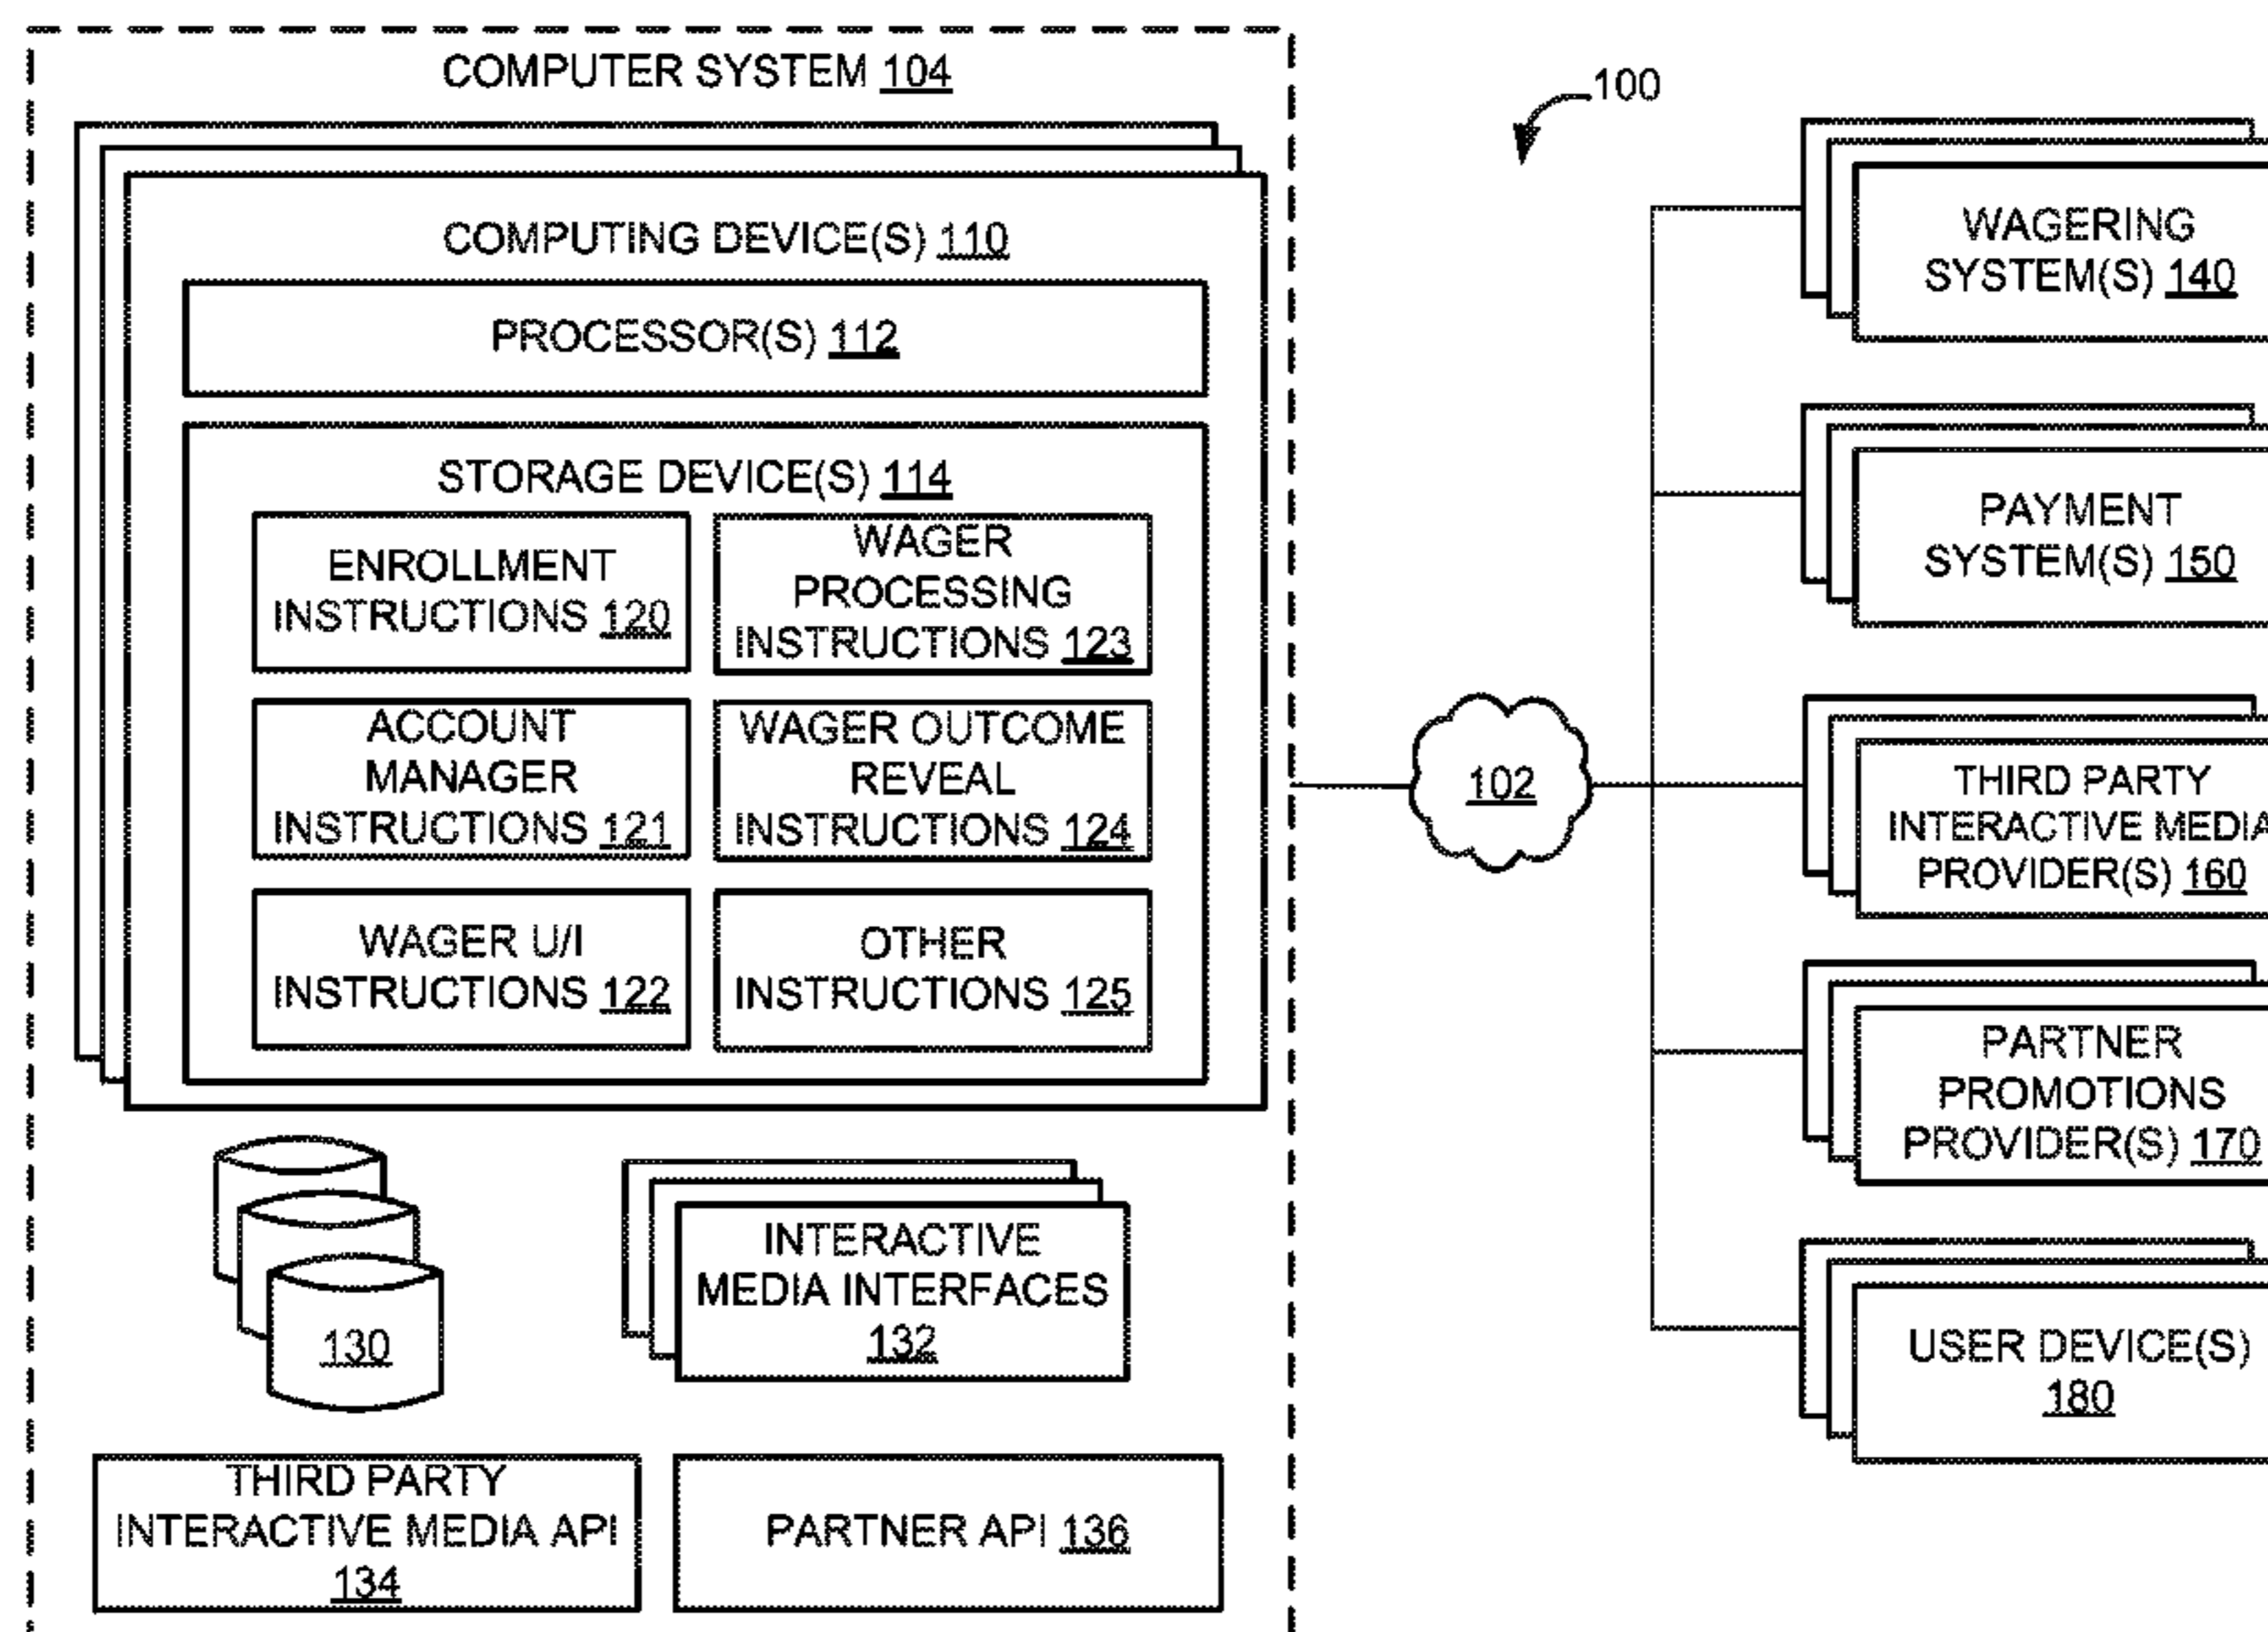 COMPUTER SYSTEM 104
COMPUTING DEVICE(S) 110
PROCESSOR(S) 112
STORAGE DEVICE(S) 114
ENROLLMENT
INSTRUCTIONS 120
WAGER
PROCESSING
INSTRUCTIONS 123
ACCOUNT
MANAGER
INSTRUCTIONS 121
WAGER OUTCOME
REVEAL
INSTRUCTIONS 124
WAGER U/I
INSTRUCTIONS 122
OTHER
INSTRUCTIONS 125
130
INTERACTIVE
MEDIA INTERFACES
132
THIRD PARTY
INTERACTIVE MEDIA API
134
PARTNER API 136
100
102
WAGERING
SYSTEM(S) 140
PAYMENT
SYSTEM(S) 150
THIRD PARTY
INTERACTIVE MEDIA
PROVIDER(S) 160
PARTNER
PROMOTIONS
PROVIDER(S) 170
USER DEVICE(S)
180